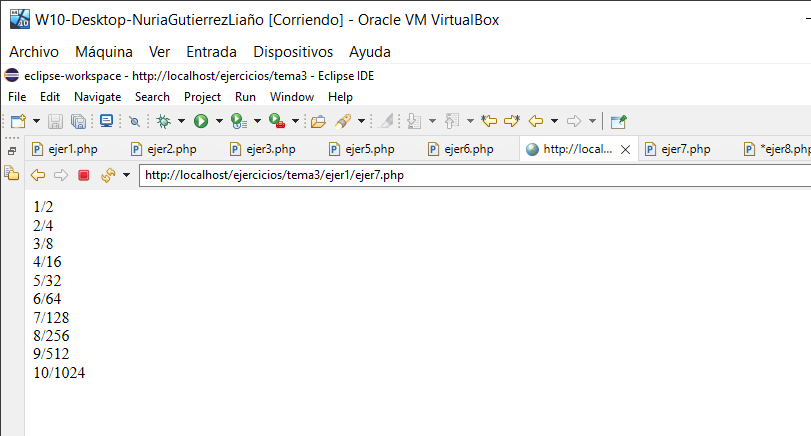 W10-Desktop-NuriaGutierrezLiaño [Corriendo] - Oracle VM VirtualBox
Archivo Máquina Ver Entrada Dispositivos Ayuda
eclipse-workspace - http://localhost/ejercicios/tema3 - Eclipse IDE
File Edit Navigate Search Project Run Window Help
ejer1.php ejer2.php ejer3.php ejer5.php ejer6.php http://local... ejer7.php *ejer8.php
http://localhost/ejercicios/tema3/ejer1/ejer7.php
1/2
2/4
3/8
4/16
5/32
6/64
7/128
8/256
9/512
10/1024